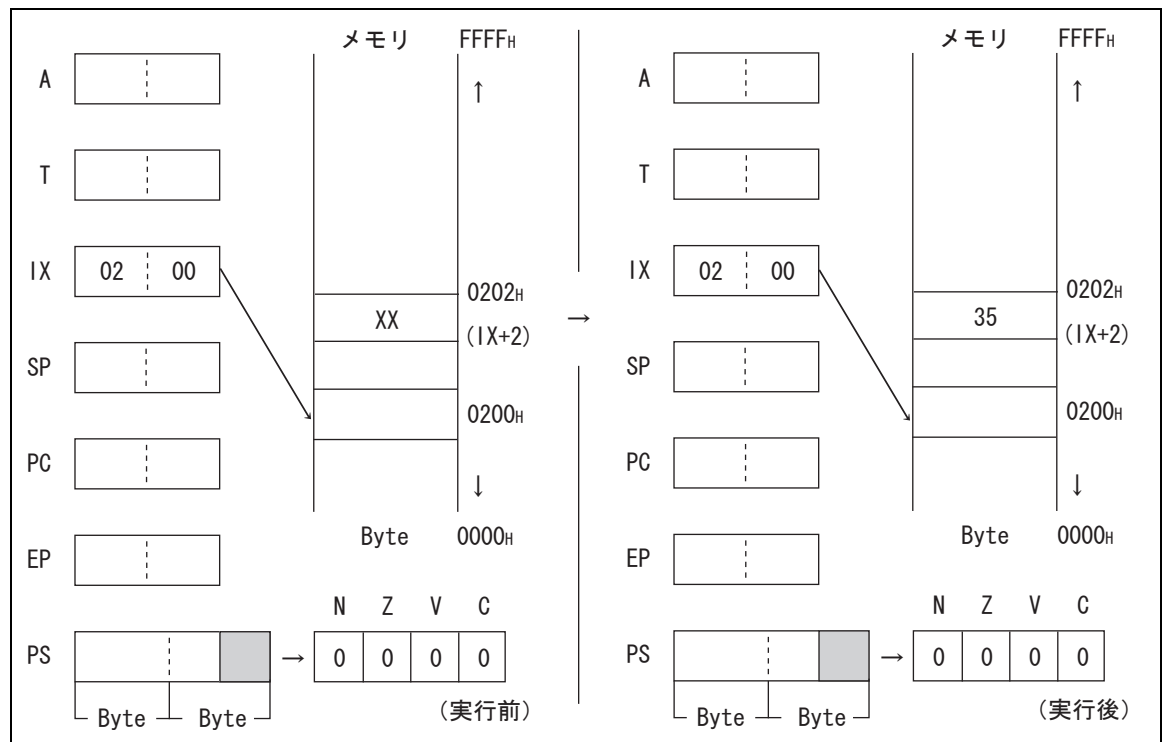 メモリ FFFFH
A
↑
T
IX 02 00
0202H
XX
(IX+2)
SP
0200H
PC
↓
Byte 0000H
EP
N Z V C
PS → 0 0 0 0
Byte Byte (実行前)
→
メモリ FFFFH
A
↑
T
IX 02 00
0202H
35
(IX+2)
SP
0200H
PC
↓
Byte 0000H
EP
N Z V C
PS → 0 0 0 0
Byte Byte (実行後)